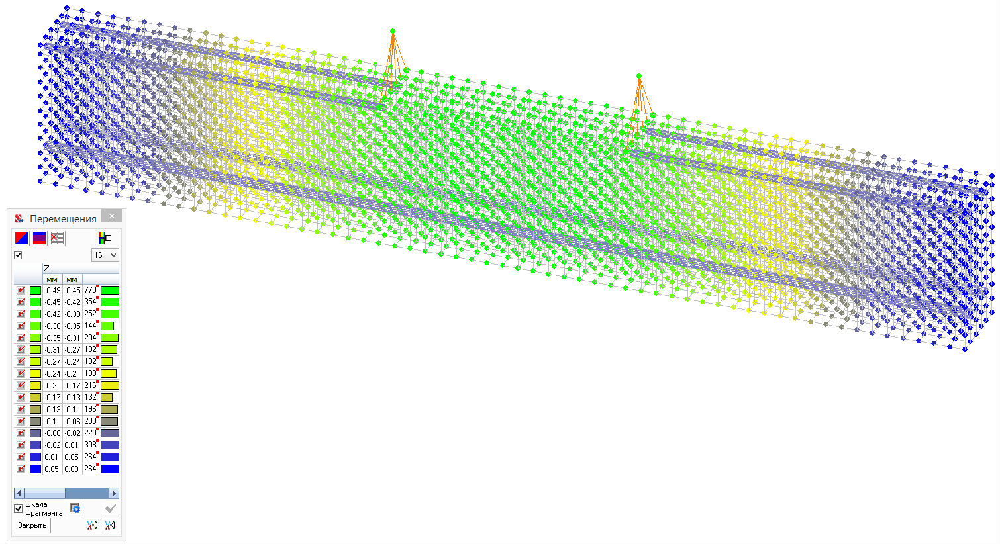 Перемещения
16
Z
мм мм
-0.49 -0.45 770
-0.45 -0.42 354
-0.42 -0.38 252
-0.38 -0.35 144
-0.35 -0.31 204
-0.31 -0.27 192
-0.27 -0.24 132
-0.24 -0.2 180
-0.2 -0.17 216
-0.17 -0.13 132
-0.13 -0.1 196
-0.1 -0.06 200
-0.06 -0.02 220
-0.02 0.01 308
0.01 0.05 264
0.05 0.08 264
Шкала
фрагмента
Закрыть